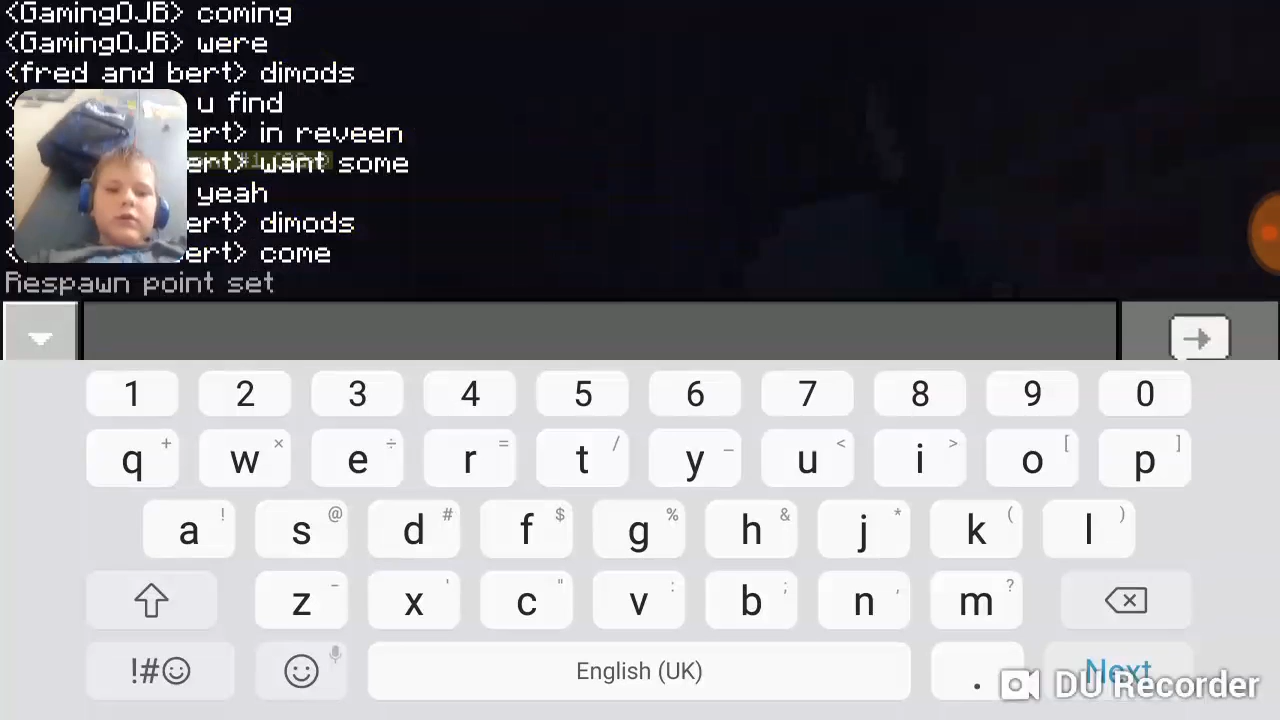 <GamingOJB> coming
<GamingOJB> were
<fred and bert> dimods
u find
ert> in reveen
ert> want some
yeah
ert> dimods
ert> come
Respawn point set
1 2 3 4 5 6 7 8 9 0
q + w × e ÷ r = t / y _ u < i > o [ p ]
a ! s @ d # f $ g % h & j * k ( l )
z - x ' c " v : b ; n , m ?
!#☺ English (UK) . Next
DU Recorder